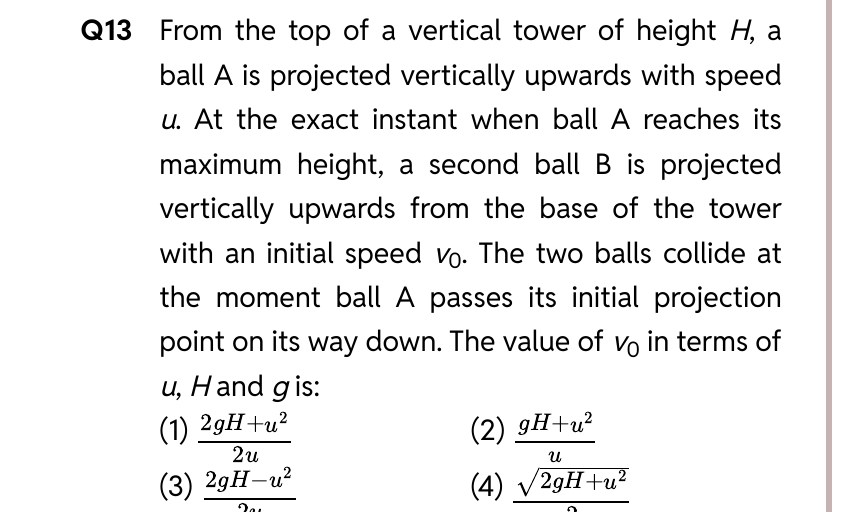 Q13 From the top of a vertical tower of height H, a
ball A is projected vertically upwards with speed
u. At the exact instant when ball A reaches its
maximum height, a second ball B is projected
vertically upwards from the base of the tower
with an initial speed v₀. The two balls collide at
the moment ball A passes its initial projection
point on its way down. The value of v₀ in terms of
u, H and g is:
(1) \frac{2gH+u²}{2u} (2) \frac{gH+u²}{u}
(3) 2gH−u² (4) √2gH+u²